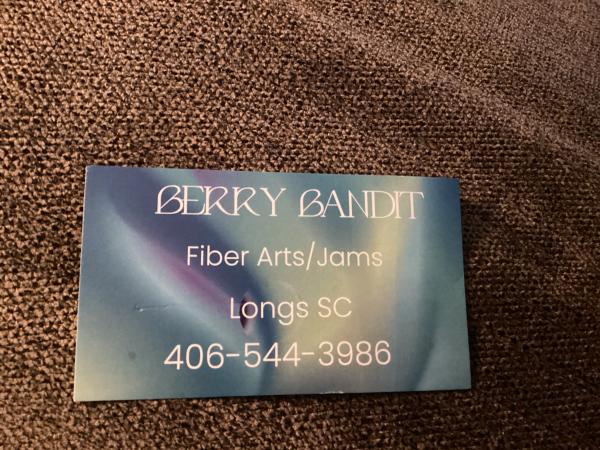 BERRY BANDIT
Fiber Arts/Jams
Longs SC
406-544-3986